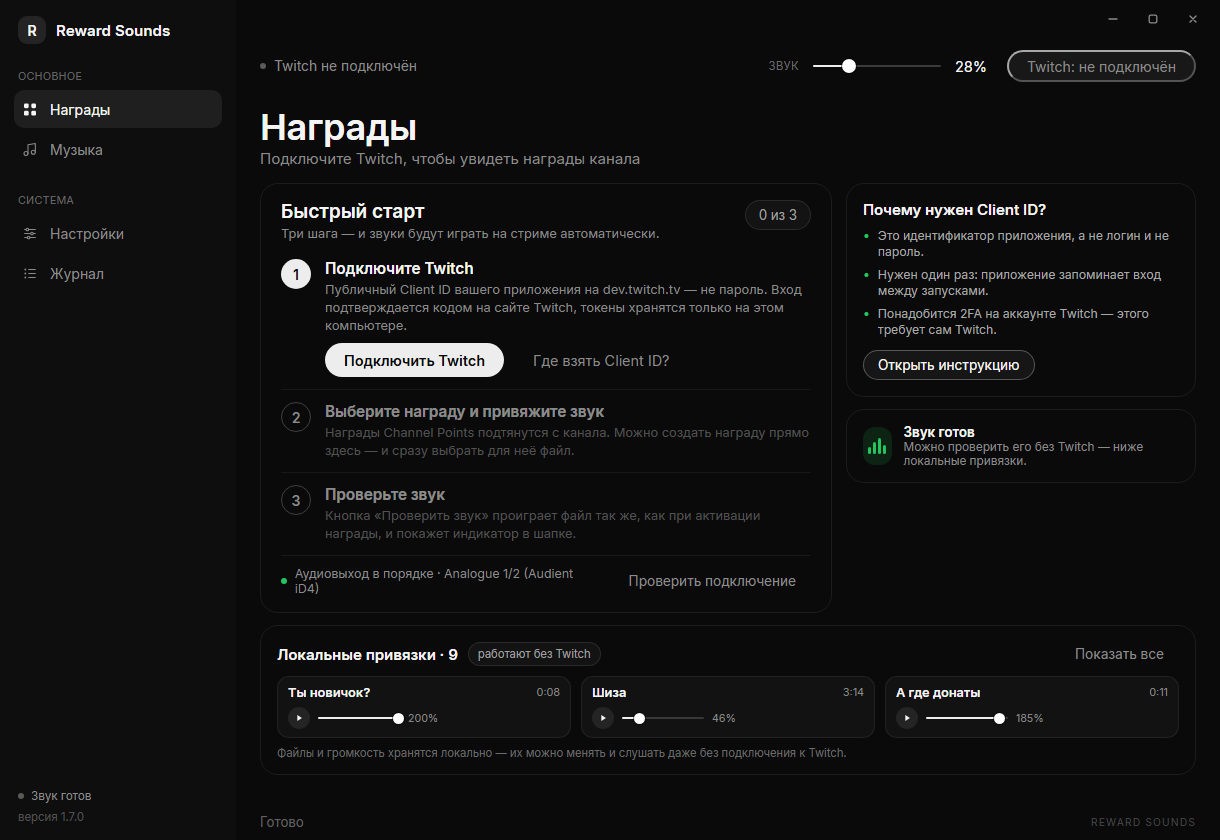 R Reward Sounds
ОСНОВНОЕ
Награды
Музыка
СИСТЕМА
Настройки
Журнал
Звук готов
версия 1.7.0
Twitch не подключён
ЗВУК
28%
Twitch: не подключён
Награды
Подключите Twitch, чтобы увидеть награды канала
Быстрый старт
0 из 3
Три шага — и звуки будут играть на стриме автоматически.
1
Подключите Twitch
Публичный Client ID вашего приложения на dev.twitch.tv — не пароль. Вход
подтверждается кодом на сайте Twitch, токены хранятся только на этом
компьютере.
Подключить Twitch
Где взять Client ID?
2
Выберите награду и привяжите звук
Награды Channel Points подтянутся с канала. Можно создать награду прямо
здесь — и сразу выбрать для неё файл.
3
Проверьте звук
Кнопка «Проверить звук» проиграет файл так же, как при активации
награды, и покажет индикатор в шапке.
Аудиовыход в порядке · Analogue 1/2 (Audient
iD4)
Проверить подключение
Почему нужен Client ID?
• Это идентификатор приложения, а не логин и не
пароль.
• Нужен один раз: приложение запоминает вход
между запусками.
• Понадобится 2FA на аккаунте Twitch — этого
требует сам Twitch.
Открыть инструкцию
Звук готов
Можно проверить его без Twitch — ниже
локальные привязки.
Локальные привязки · 9
работают без Twitch
Показать все
Ты новичок?
0:08
200%
Шиза
3:14
46%
А где донаты
0:11
185%
Файлы и громкость хранятся локально — их можно менять и слушать даже без подключения к Twitch.
Готово
REWARD SOUNDS